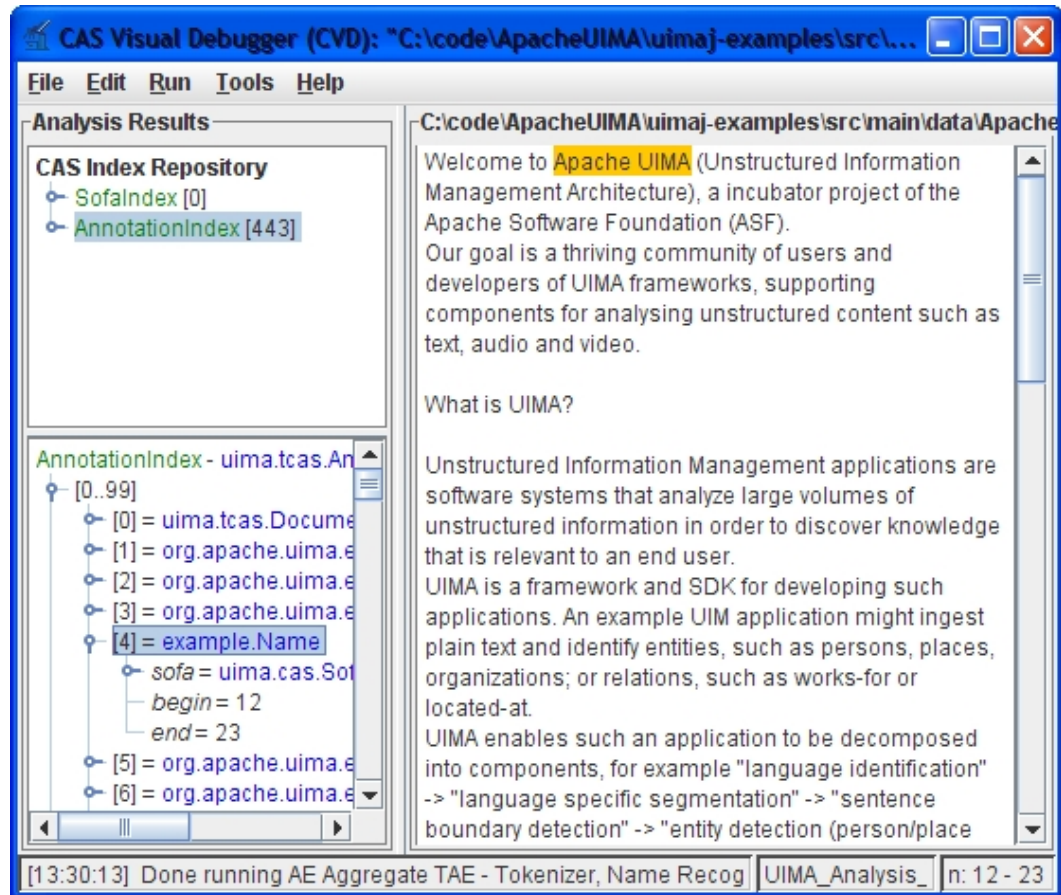 CAS Visual Debugger (CVD): "C:\code\ApacheUIMA\uimaj-examples\src\...
File Edit Run Tools Help
Analysis Results
CAS Index Repository
SofaIndex [0]
AnnotationIndex [443]
AnnotationIndex - uima.tcas.An
[0..99]
[0] = uima.tcas.Docume
[1] = org.apache.uima.e
[2] = org.apache.uima.e
[3] = org.apache.uima.e
[4] = example.Name
sofa = uima.cas.Sof
begin = 12
end = 23
[5] = org.apache.uima.e
[6] = org.apache.uima.e
C:\code\ApacheUIMA\uimaj-examples\src\main\data\Apache
Welcome to Apache UIMA (Unstructured Information
Management Architecture), a incubator project of the
Apache Software Foundation (ASF).
Our goal is a thriving community of users and
developers of UIMA frameworks, supporting
components for analysing unstructured content such as
text, audio and video.
What is UIMA?
Unstructured Information Management applications are
software systems that analyze large volumes of
unstructured information in order to discover knowledge
that is relevant to an end user.
UIMA is a framework and SDK for developing such
applications. An example UIM application might ingest
plain text and identify entities, such as persons, places,
organizations; or relations, such as works-for or
located-at.
UIMA enables such an application to be decomposed
into components, for example "language identification"
-> "language specific segmentation" -> "sentence
boundary detection" -> "entity detection (person/place
[13:30:13] Done running AE Aggregate TAE - Tokenizer, Name Recog
UIMA_Analysis_
n: 12 - 23